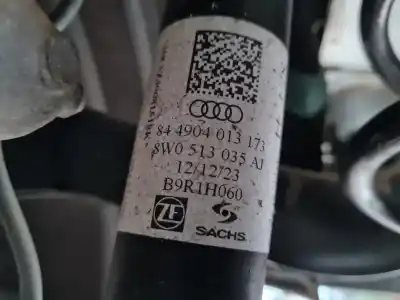 84 4904 013 173
8W0 513 035 AJ
12/12/23
B9R1H060
ZF SACHS